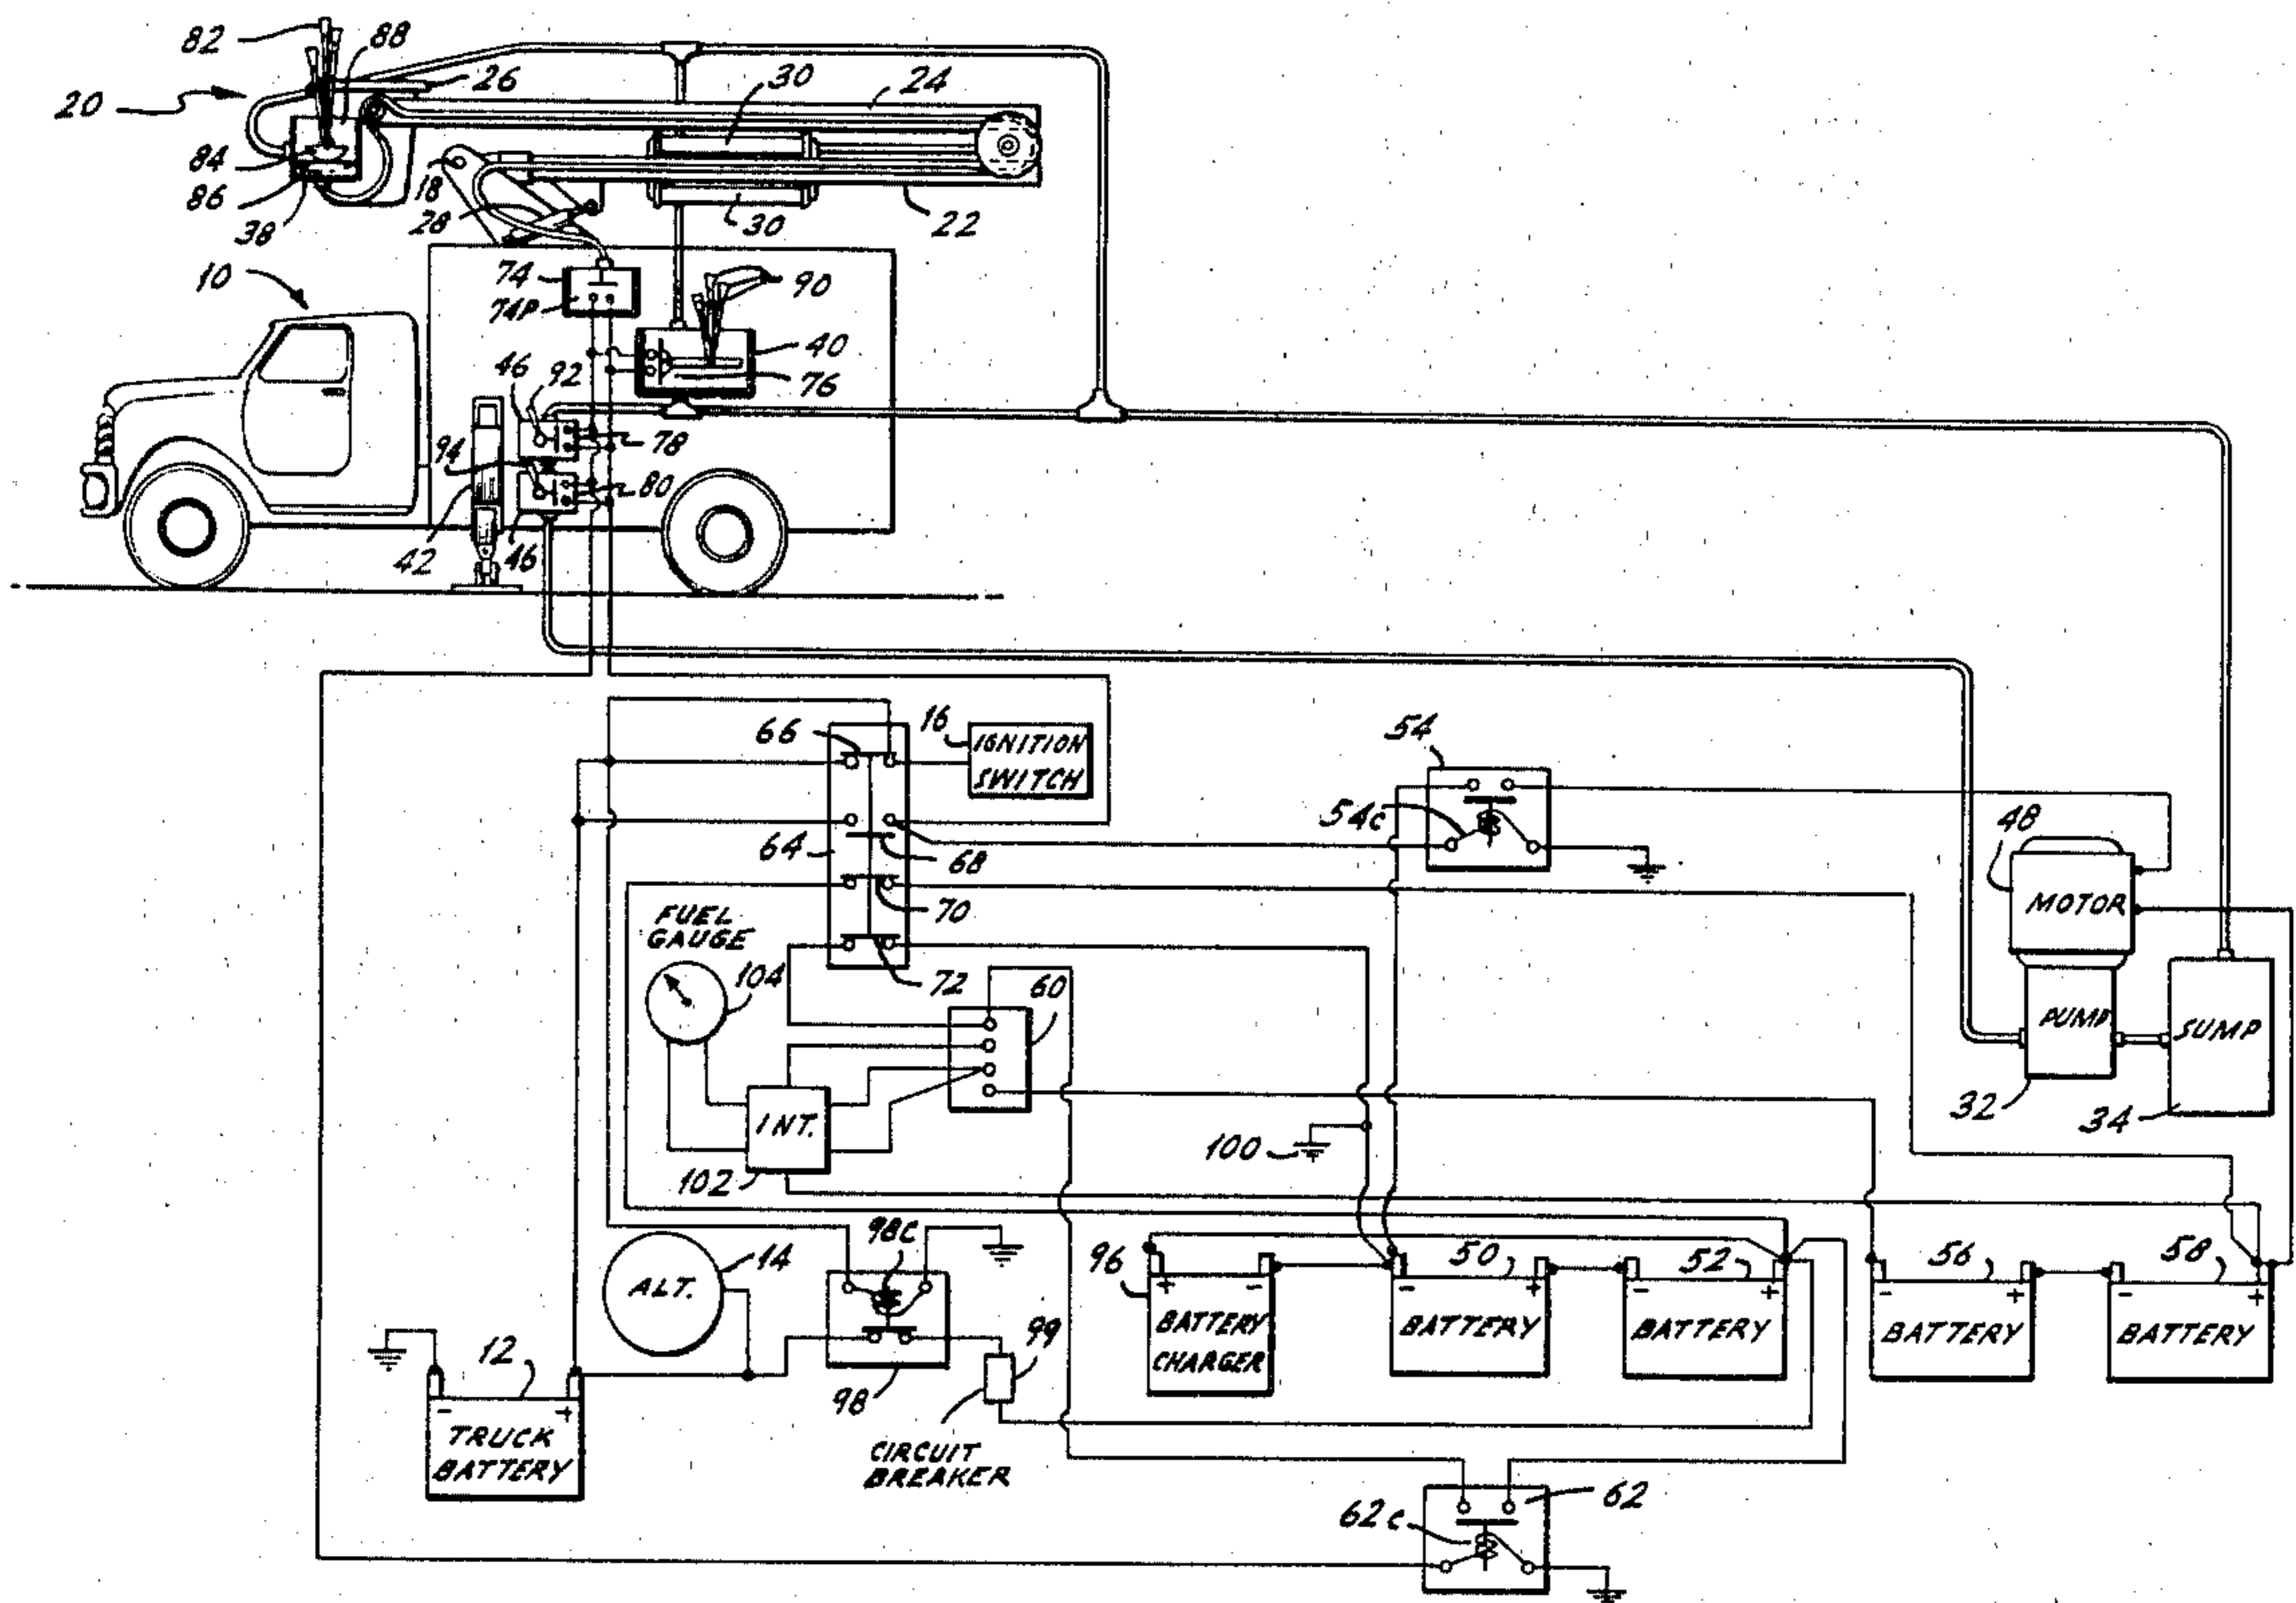 82
88
20
26
30
24
84
86
38
18
28
30
22
10
74
74P
90
40
76
46
92
78
94
80
42
46
66
16
IGNITION
SWITCH
54
54C
64
68
48
MOTOR
70
FUEL
GAUGE
104
72
60
PUMP
SUMP
INT.
102
100
32
34
98C
14
ALT.
96
50
52
56
58
+ -
- +
- +
- +
- +
BATTERY
CHARGER
BATTERY
BATTERY
BATTERY
BATTERY
99
12
98
- +
TRUCK
BATTERY
CIRCUIT
BREAKER
62
62C